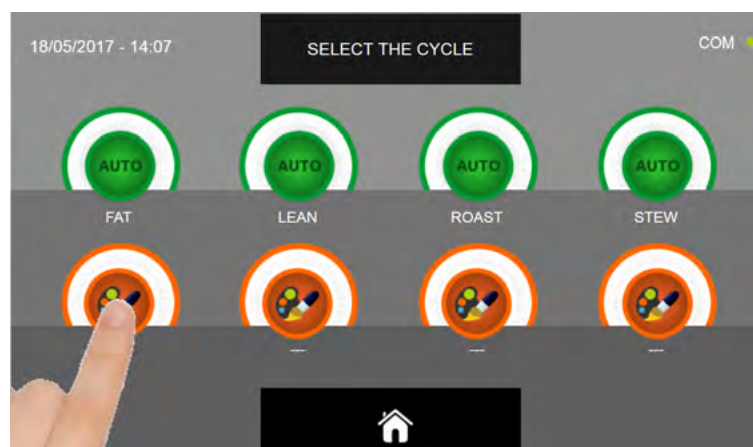 18/05/2017 - 14:07
SELECT THE CYCLE
COM
AUTO
AUTO
AUTO
AUTO
FAT
LEAN
ROAST
STEW
---
---
---